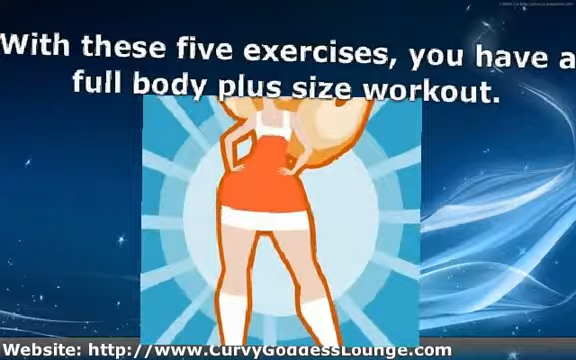 With these five exercises, you have a
full body plus size workout.
Website: http://www.CurvyGoddessLounge.com